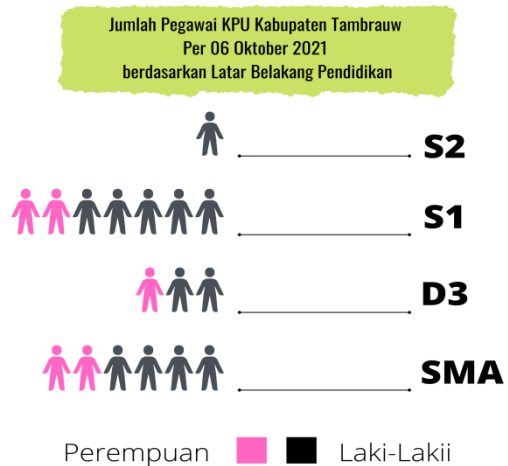 Jumlah Pegawai KPU Kabupaten Tambrauw
Per 06 Oktober 2021
berdasarkan Latar Belakang Pendidikan
S2
S1
D3
SMA
Perempuan Laki-Lakii